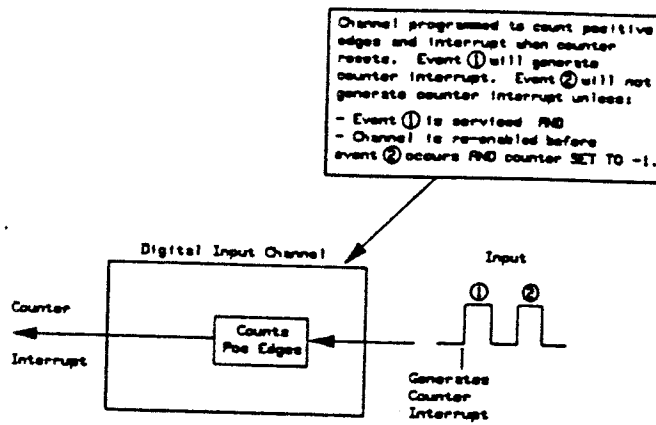 Channel programmed to count positive
edges and interrupt when counter
resets. Event ① will generate
counter interrupt. Event ② will not
generate counter interrupt unless:
- Event ① is serviced AND
- Channel is re-enabled before
event ② occurs AND counter SET TO -1.
Digital Input Channel
Input
① ②
Counter
Interrupt
Counts
Pos Edges
Generates
Counter
Interrupt